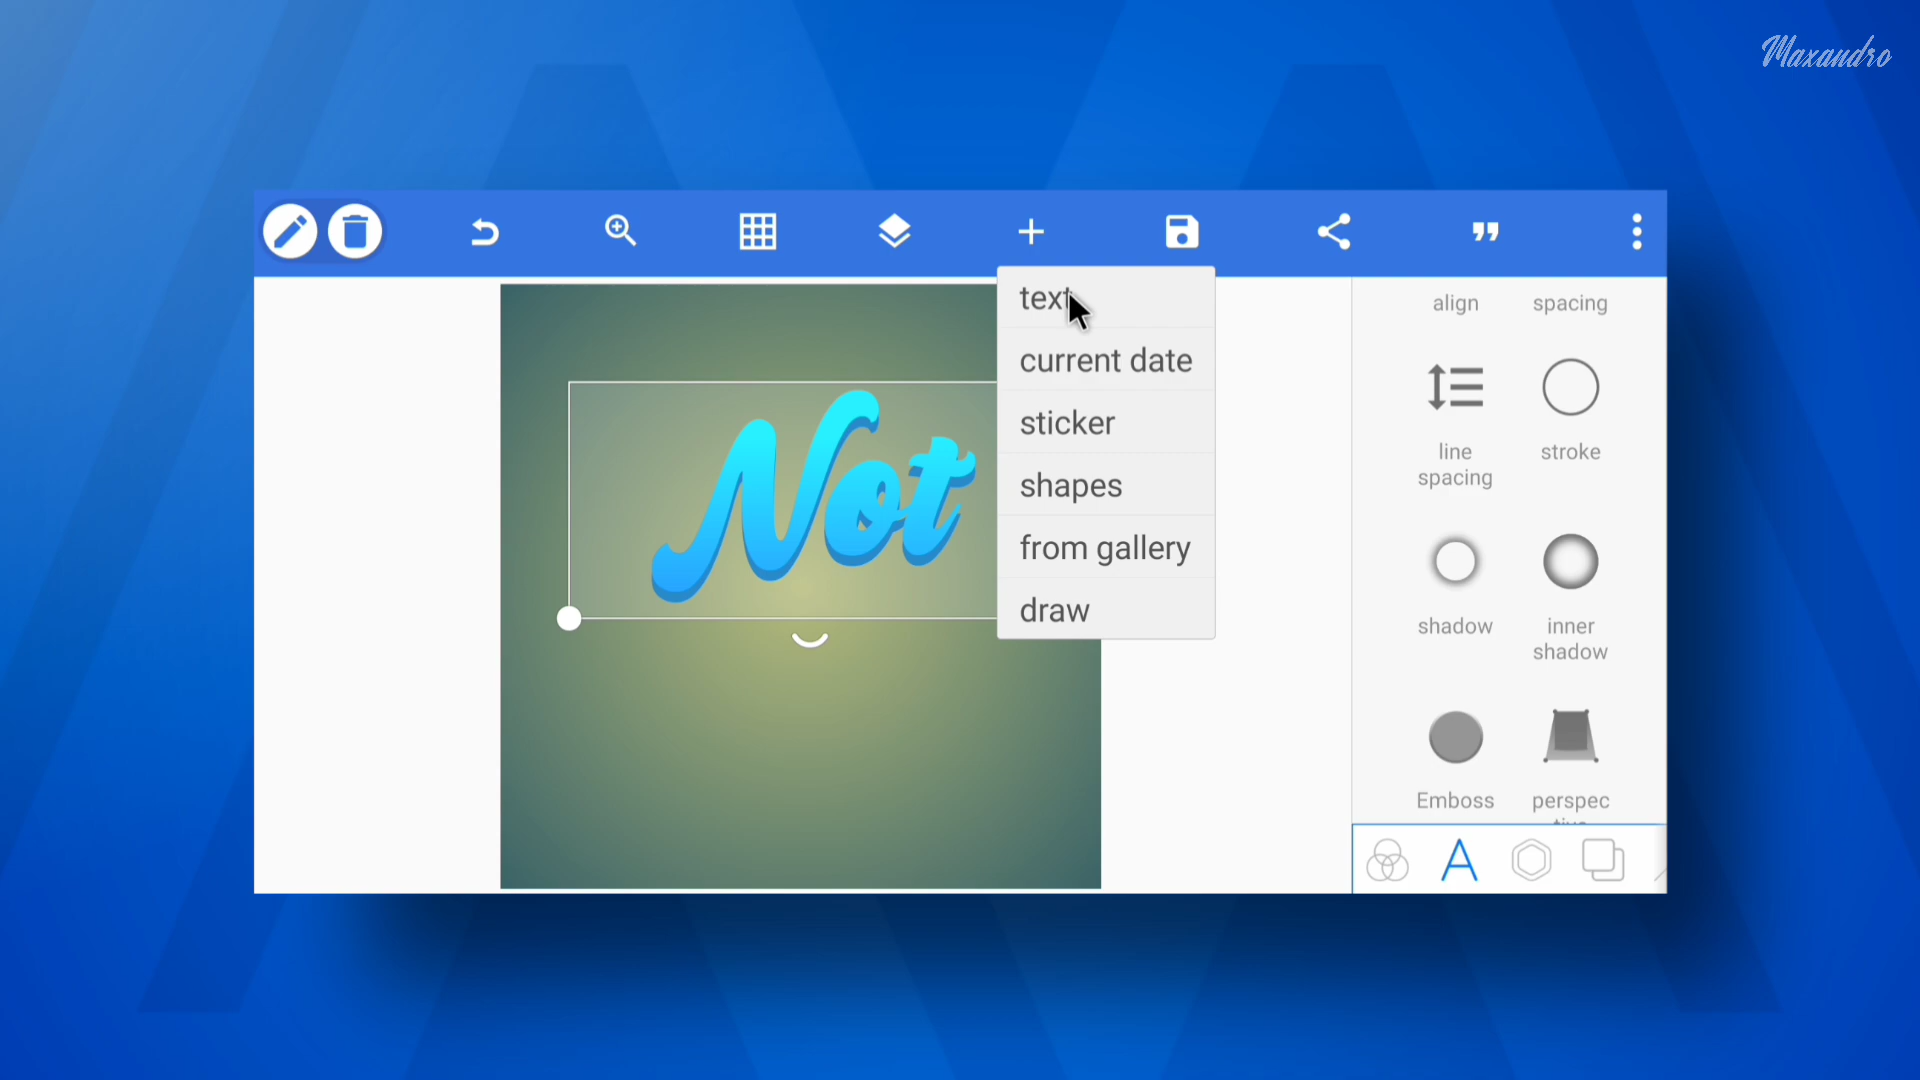 Maxandro
text
current date
sticker
shapes
from gallery
draw
Not
align
spacing
line
spacing
stroke
shadow
inner
shadow
Emboss
perspec
tive